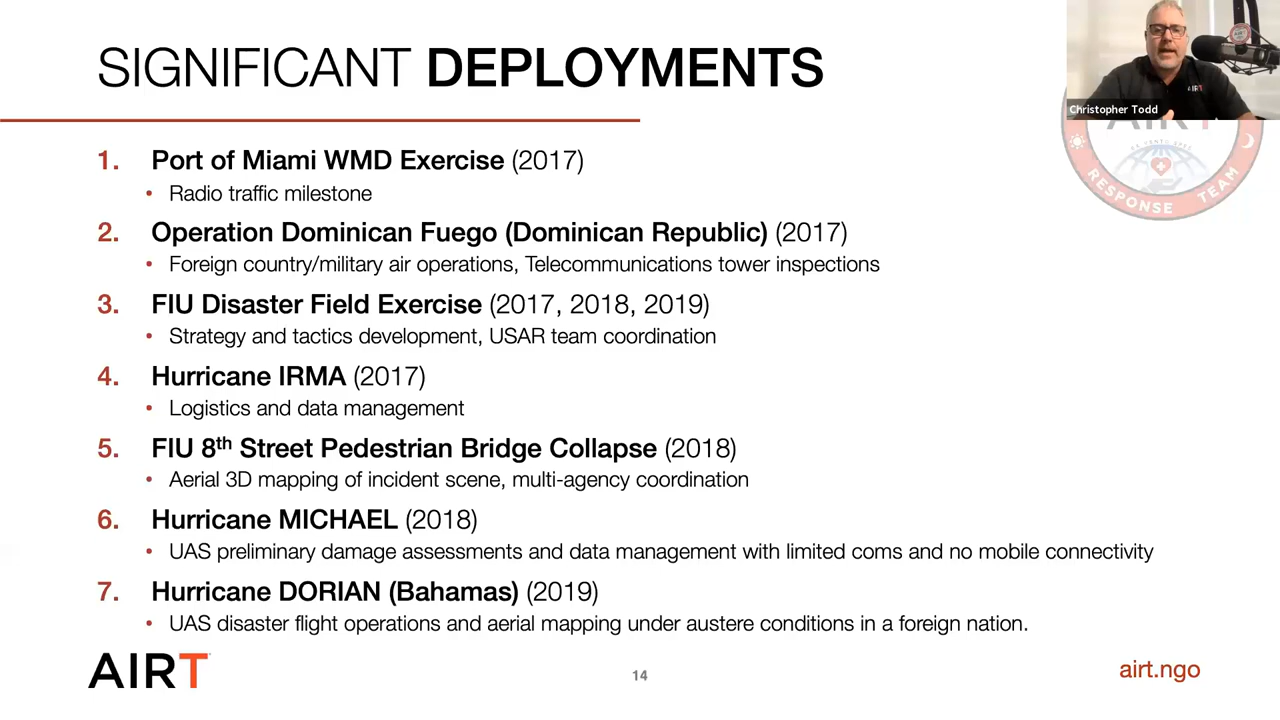 SIGNIFICANT DEPLOYMENTS
AIRT
Christopher Todd
AIRT
RESPONSE TEAM
1. Port of Miami WMD Exercise (2017)
• Radio traffic milestone
2. Operation Dominican Fuego (Dominican Republic) (2017)
• Foreign country/military air operations, Telecommunications tower inspections
3. FIU Disaster Field Exercise (2017, 2018, 2019)
• Strategy and tactics development, USAR team coordination
4. Hurricane IRMA (2017)
• Logistics and data management
5. FIU 8th Street Pedestrian Bridge Collapse (2018)
• Aerial 3D mapping of incident scene, multi-agency coordination
6. Hurricane MICHAEL (2018)
• UAS preliminary damage assessments and data management with limited coms and no mobile connectivity
7. Hurricane DORIAN (Bahamas) (2019)
• UAS disaster flight operations and aerial mapping under austere conditions in a foreign nation.
AIRT
14
airt.ngo